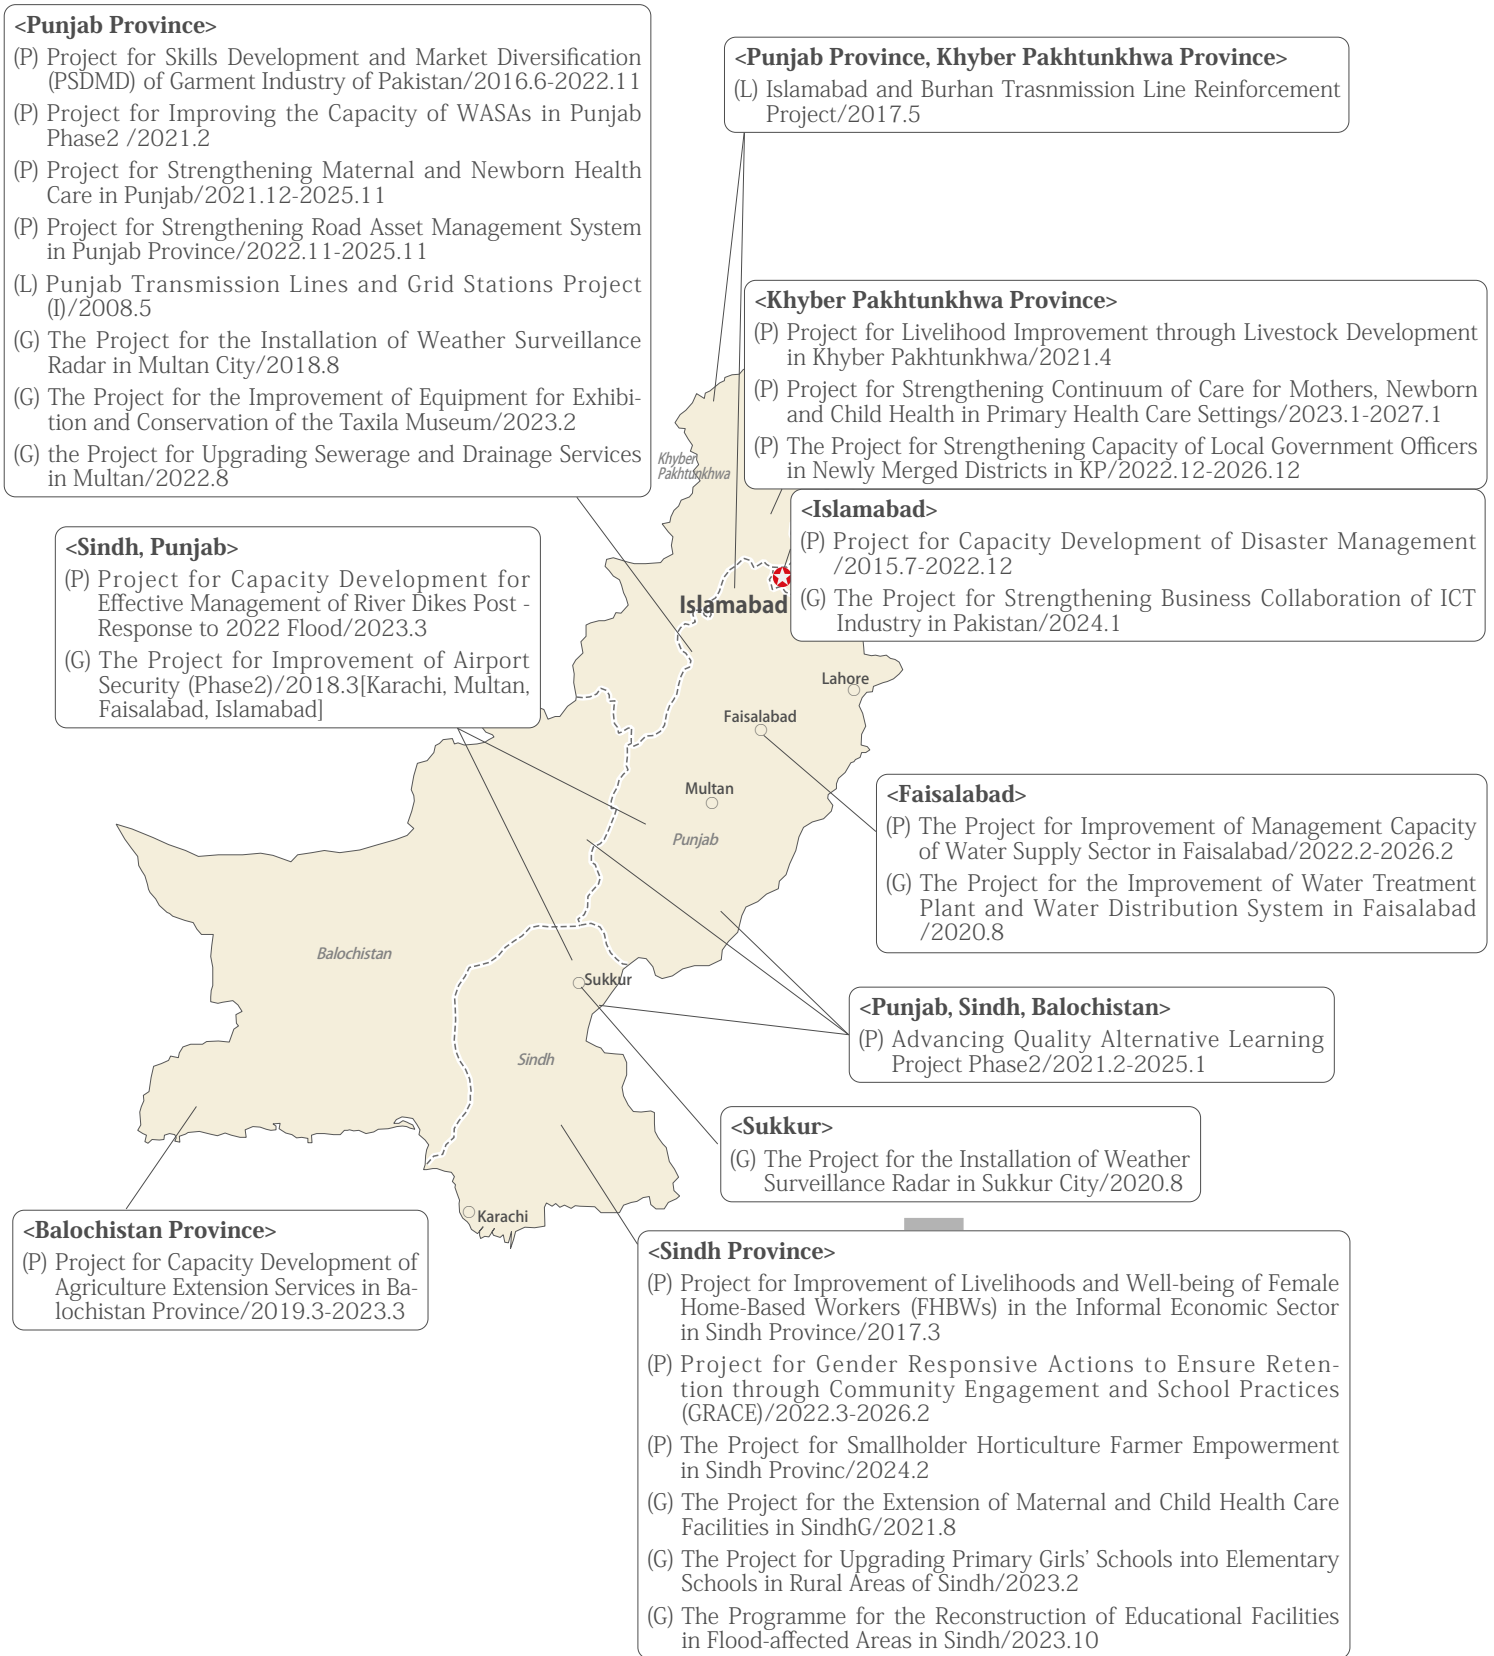 <Punjab Province>
(P) Project for Skills Development and Market Diversification
(PSDMD) of Garment Industry of Pakistan/2016.6-2022.11
(P) Project for Improving the Capacity of WASAs in Punjab
Phase2 /2021.2
(P) Project for Strengthening Maternal and Newborn Health
Care in Punjab/2021.12-2025.11
(P) Project for Strengthening Road Asset Management System
in Punjab Province/2022.11-2025.11
(L) Punjab Transmission Lines and Grid Stations Project
(I)/2008.5
(G) The Project for the Installation of Weather Surveillance
Radar in Multan City/2018.8
(G) The Project for the Improvement of Equipment for Exhibi-
tion and Conservation of the Taxila Museum/2023.2
(G) the Project for Upgrading Sewerage and Drainage Services
in Multan/2022.8
<Punjab Province, Khyber Pakhtunkhwa Province>
(L) Islamabad and Burhan Trasnmission Line Reinforcement
Project/2017.5
<Khyber Pakhtunkhwa Province>
(P) Project for Livelihood Improvement through Livestock Development
in Khyber Pakhtunkhwa/2021.4
(P) Project for Strengthening Continuum of Care for Mothers, Newborn
and Child Health in Primary Health Care Settings/2023.1-2027.1
(P) The Project for Strengthening Capacity of Local Government Officers
in Newly Merged Districts in KP/2022.12-2026.12
<Islamabad>
(P) Project for Capacity Development of Disaster Management
/2015.7-2022.12
(G) The Project for Strengthening Business Collaboration of ICT
Industry in Pakistan/2024.1
<Sindh, Punjab>
(P) Project for Capacity Development for
Effective Management of River Dikes Post -
Response to 2022 Flood/2023.3
(G) The Project for Improvement of Airport
Security (Phase2)/2018.3[Karachi, Multan,
Faisalabad, Islamabad]
Khyber
Pakhtunkhwa
Islamabad
Lahore
Faisalabad
Multan
Punjab
Balochistan
Sukkur
Sindh
Karachi
<Faisalabad>
(P) The Project for Improvement of Management Capacity
of Water Supply Sector in Faisalabad/2022.2-2026.2
(G) The Project for the Improvement of Water Treatment
Plant and Water Distribution System in Faisalabad
/2020.8
<Punjab, Sindh, Balochistan>
(P) Advancing Quality Alternative Learning
Project Phase2/2021.2-2025.1
<Sukkur>
(G) The Project for the Installation of Weather
Surveillance Radar in Sukkur City/2020.8
<Balochistan Province>
(P) Project for Capacity Development of
Agriculture Extension Services in Ba-
lochistan Province/2019.3-2023.3
<Sindh Province>
(P) Project for Improvement of Livelihoods and Well-being of Female
Home-Based Workers (FHBWs) in the Informal Economic Sector
in Sindh Province/2017.3
(P) Project for Gender Responsive Actions to Ensure Reten-
tion through Community Engagement and School Practices
(GRACE)/2022.3-2026.2
(P) The Project for Smallholder Horticulture Farmer Empowerment
in Sindh Provinc/2024.2
(G) The Project for the Extension of Maternal and Child Health Care
Facilities in SindhG/2021.8
(G) The Project for Upgrading Primary Girls' Schools into Elementary
Schools in Rural Areas of Sindh/2023.2
(G) The Programme for the Reconstruction of Educational Facilities
in Flood-affected Areas in Sindh/2023.10